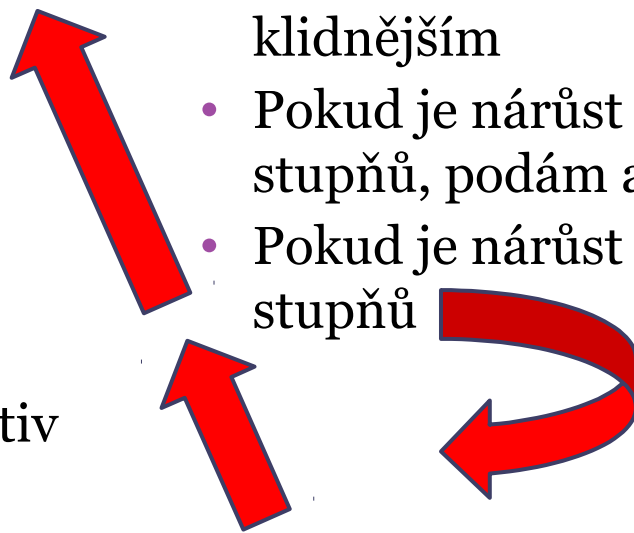 klidnějším
• Pokud je nárůst
stupňů, podám a
• Pokud je nárůst
stupňů
tiv